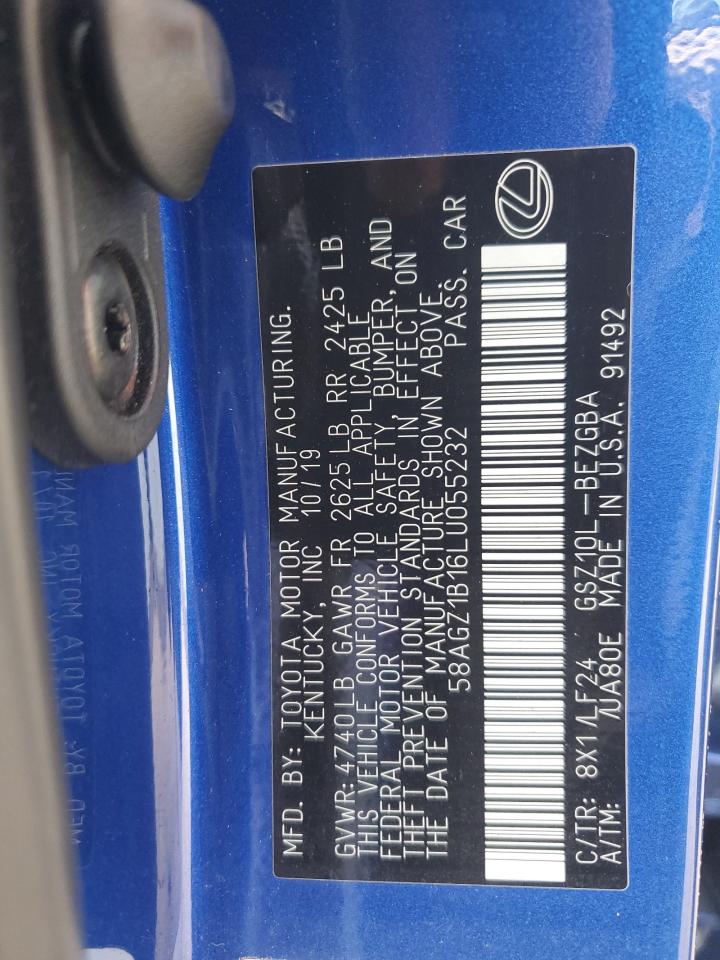 MFD. BY: TOYOTA MOTOR MANUFACTURING.
KENTUCKY, INC 10/19
GVWR: 4740LB GAWR FR 2625 LB RR 2425 LB
THIS VEHICLE CONFORMS TO ALL APPLICABLE
FEDERAL MOTOR VEHICLE SAFETY, BUMPER, AND
THEFT PREVENTION STANDARDS IN EFFECT ON
THE DATE OF MANUFACTURE SHOWN ABOVE.
58AGZ1B16LU055232 PASS. CAR
C/TR: 8X1/LF24 GSZ10L-BEZGBA
A/TM: /UA80E MADE IN U.S.A. 91492